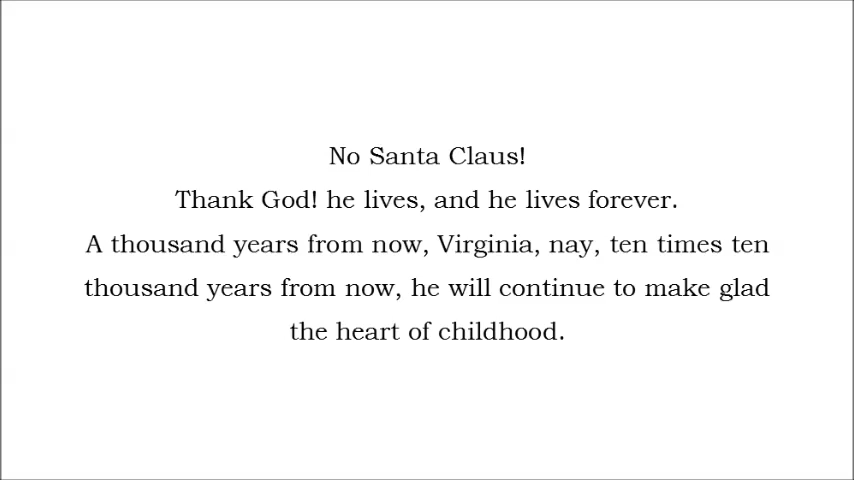 No Santa Claus!
Thank God! he lives, and he lives forever.
A thousand years from now, Virginia, nay, ten times ten
thousand years from now, he will continue to make glad
the heart of childhood.